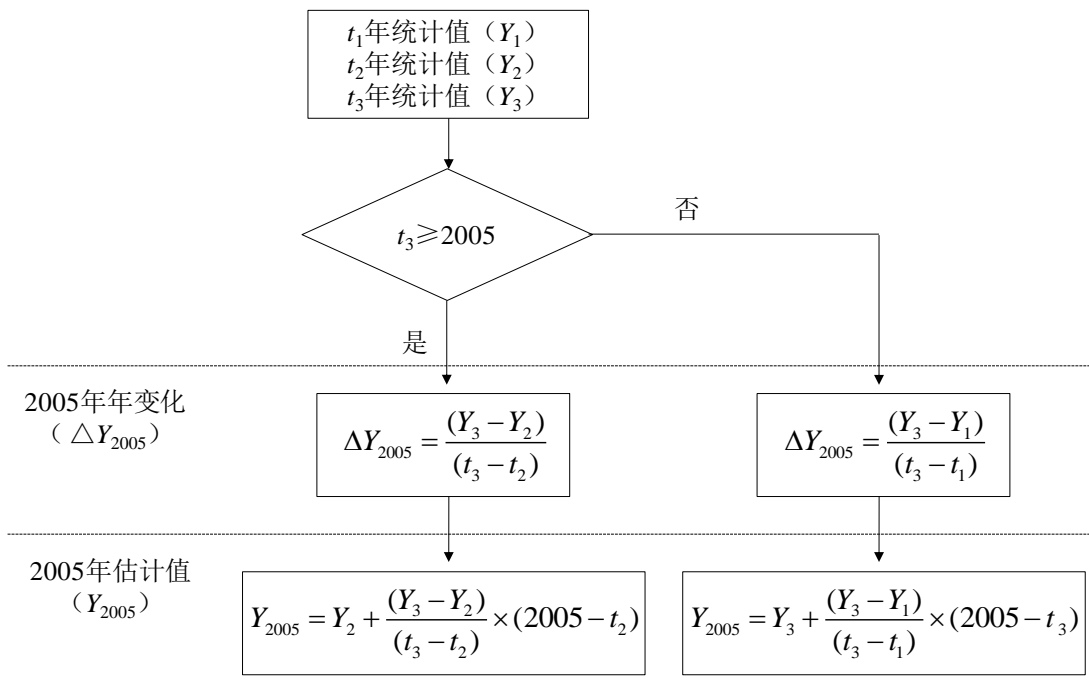 t₁年统计值（Y₁）
t₂年统计值（Y₂）
t₃年统计值（Y₃）
t₃≥2005
否
是
2005年年变化
（△Y₂₀₀₅）
ΔY₂₀₀₅ = (Y₃ − Y₂) / (t₃ − t₂)
ΔY₂₀₀₅ = (Y₃ − Y₁) / (t₃ − t₁)
2005年估计值
（Y₂₀₀₅）
Y₂₀₀₅ = Y₂ + (Y₃ − Y₂) / (t₃ − t₂) × (2005 − t₂)
Y₂₀₀₅ = Y₃ + (Y₃ − Y₁) / (t₃ − t₁) × (2005 − t₃)